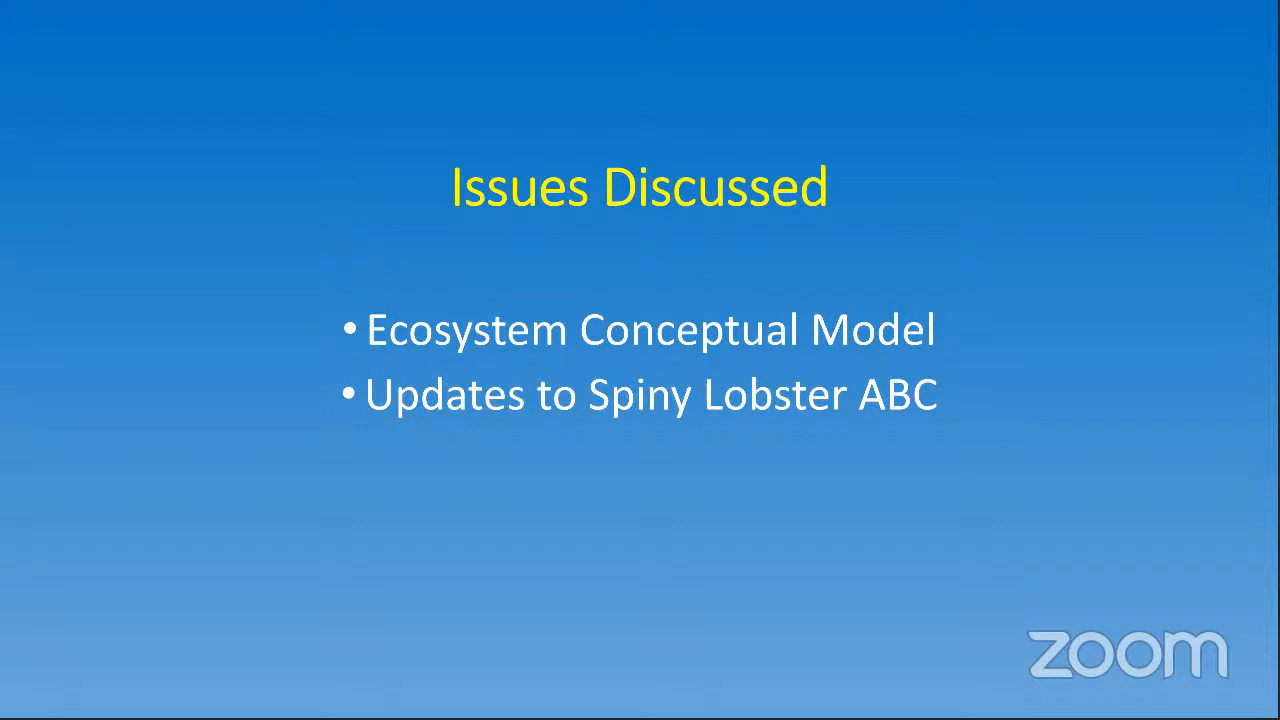 Issues Discussed
• Ecosystem Conceptual Model
• Updates to Spiny Lobster ABC
zoom